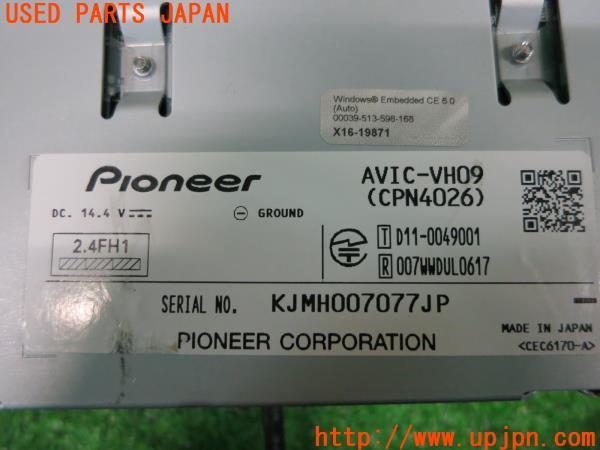 USED PARTS JAPAN
Windows® Embedded CE 6.0
(Auto)
00039-513-598-168
X16-19871
Pioneer
AVIC-VH09
(CPN4026)
DC. 14.4 V
GROUND
2.4FH1
T D11-0049001
R 007WWDUL0617
SERIAL NO. KJMH007077JP
MADE IN JAPAN
PIONEER CORPORATION
<CEC6170-A>
UPJ http://www.upjpn.com